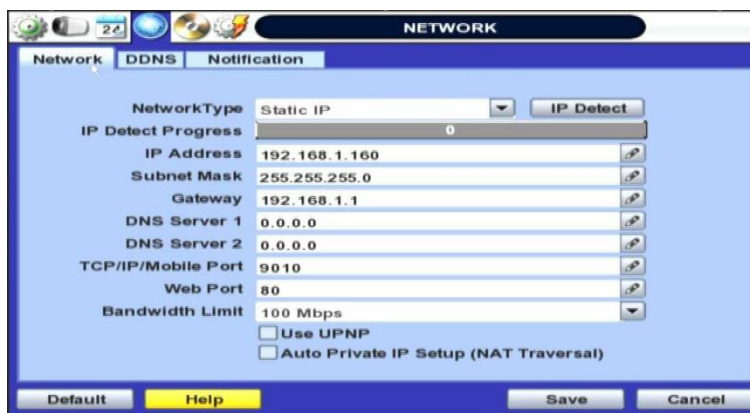 24 NETWORK
Network DDNS Notification
NetworkType Static IP IP Detect
IP Detect Progress 0
IP Address 192.168.1.160
Subnet Mask 255.255.255.0
Gateway 192.168.1.1
DNS Server 1 0.0.0.0
DNS Server 2 0.0.0.0
TCP/IP/Mobile Port 9010
Web Port 80
Bandwidth Limit 100 Mbps
Use UPNP
Auto Private IP Setup (NAT Traversal)
Default Help Save Cancel